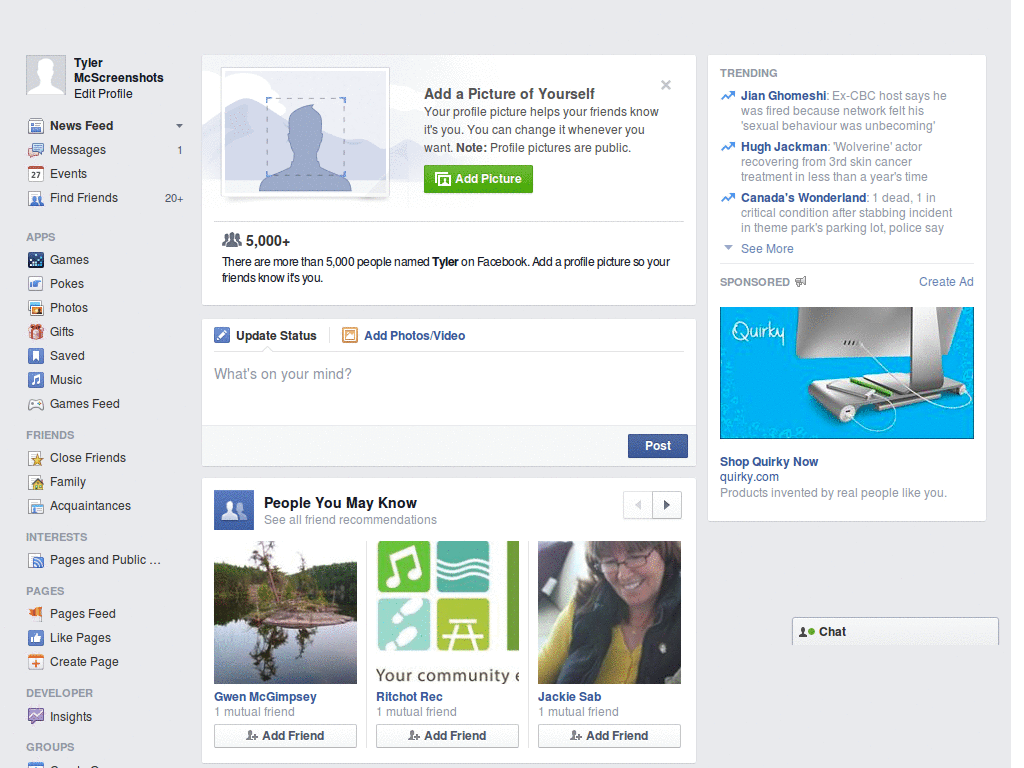 Tyler
McScreenshots
Edit Profile
News Feed
Messages 1
27 Events
Find Friends 20+
APPS
Games
Pokes
Photos
Gifts
Saved
Music
Games Feed
FRIENDS
Close Friends
Family
Acquaintances
INTERESTS
Pages and Public ...
PAGES
Pages Feed
Like Pages
Create Page
DEVELOPER
Insights
GROUPS
Add a Picture of Yourself
Your profile picture helps your friends know
it's you. You can change it whenever you
want. Note: Profile pictures are public.
Add Picture
5,000+
There are more than 5,000 people named Tyler on Facebook. Add a profile picture so your
friends know it's you.
Update Status Add Photos/Video
What's on your mind?
Post
People You May Know
See all friend recommendations
Your community e
Gwen McGimpsey
1 mutual friend
Add Friend
Ritchot Rec
1 mutual friend
Add Friend
Jackie Sab
1 mutual friend
Add Friend
TRENDING
Jian Ghomeshi: Ex-CBC host says he
was fired because network felt his
'sexual behaviour was unbecoming'
Hugh Jackman: 'Wolverine' actor
recovering from 3rd skin cancer
treatment in less than a year's time
Canada's Wonderland: 1 dead, 1 in
critical condition after stabbing incident
in theme park's parking lot, police say
See More
SPONSORED Create Ad
Quirky
Shop Quirky Now
quirky.com
Products invented by real people like you.
Chat